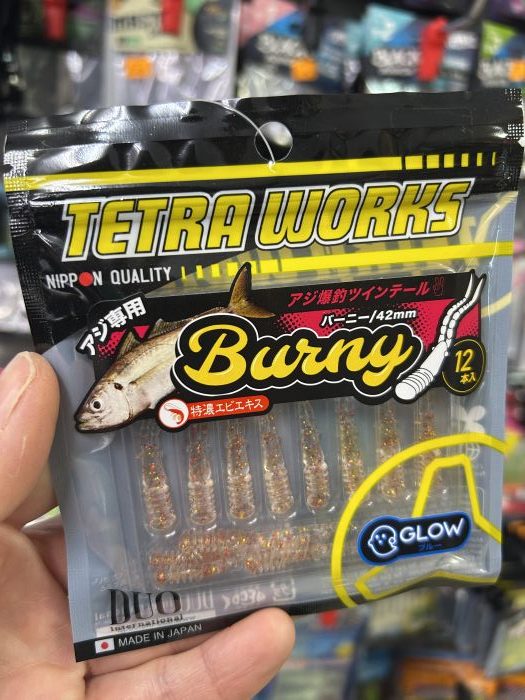 TETRA WORKS
NIPPON QUALITY
アジ専用
アジ爆釣ツインテール
バーニー/42mm
Burny
12
本入
特濃エビエキス
GLOW
ブルー
DUO
international
MADE IN JAPAN